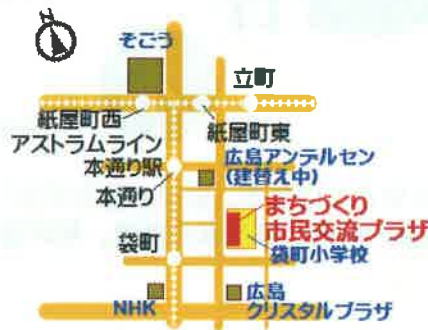 N
そごう
立町
紙屋町西
紙屋町東
アストラムライン
本通り駅
広島アンデルセン
(建替え中)
本通り
まちづくり
市民交流プラザ
袋町小学校
袋町
NHK
広島
クリスタルプラザ